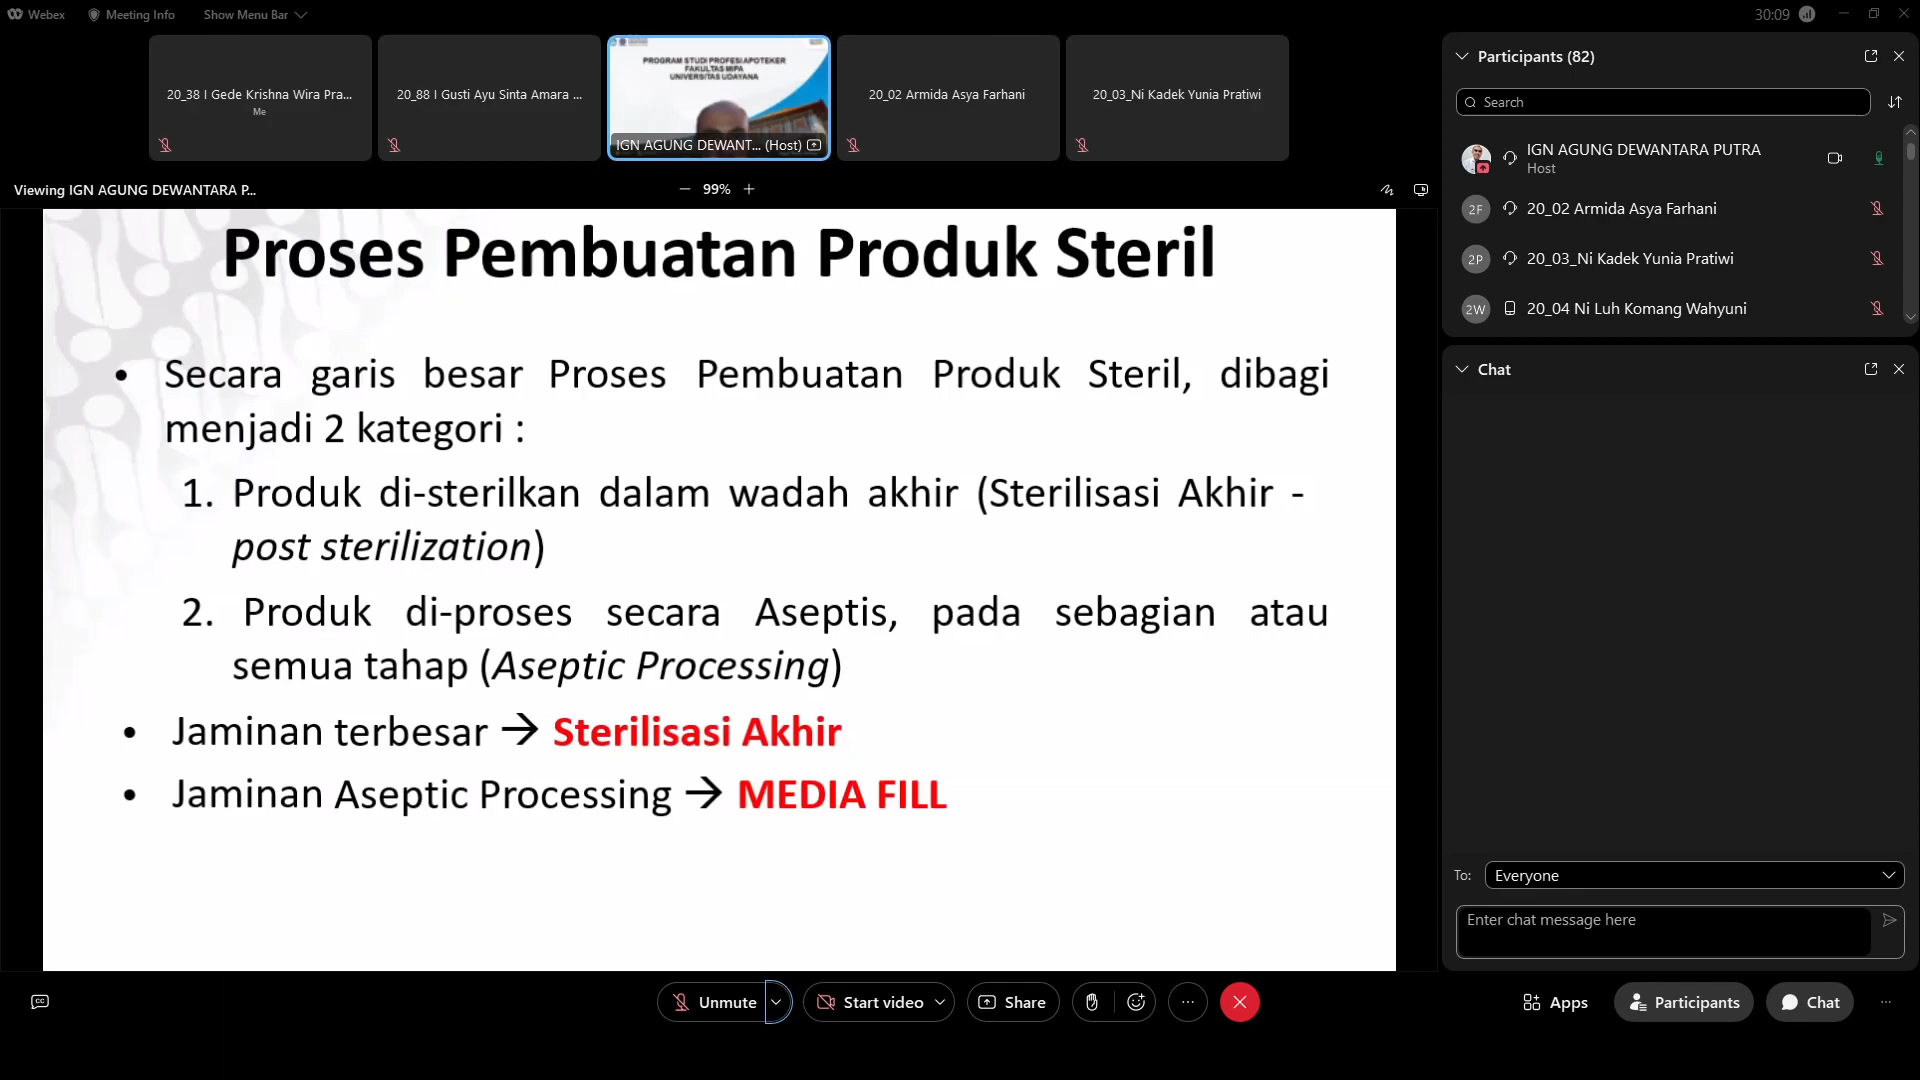 Webex
Meeting Info
Show Menu Bar
30:09
20_38 I Gede Krishna Wira Pra...
Me
20_88 I Gusti Ayu Sinta Amara ...
PROGRAM STUDI PROFESI APOTEKER
FAKULTAS MIPA
UNIVERSITAS UDAYANA
IGN AGUNG DEWANT... (Host)
20_02 Armida Asya Farhani
20_03_Ni Kadek Yunia Pratiwi
Viewing IGN AGUNG DEWANTARA P...
99%
Proses Pembuatan Produk Steril
• Secara garis besar Proses Pembuatan Produk Steril, dibagi
menjadi 2 kategori :
1. Produk di-sterilkan dalam wadah akhir (Sterilisasi Akhir -
post sterilization)
2. Produk di-proses secara Aseptis, pada sebagian atau
semua tahap (Aseptic Processing)
• Jaminan terbesar → Sterilisasi Akhir
• Jaminan Aseptic Processing → MEDIA FILL
Participants (82)
Search
IGN AGUNG DEWANTARA PUTRA
Host
2F 20_02 Armida Asya Farhani
2P 20_03_Ni Kadek Yunia Pratiwi
2W 20_04 Ni Luh Komang Wahyuni
Chat
To: Everyone
Enter chat message here
CC
Unmute
Start video
Share
Apps
Participants
Chat